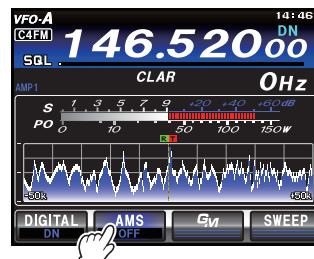 VFO-A 14:46
C4FM 146.52000 DN
SQL
CLAR 0Hz
AMP1
S 1 3 5 7 9 +20 +40 +60dB
PO 0 10 50 100 150W
R T
-50k +50k
DIGITAL AMS GM SWEEP
DN OFF